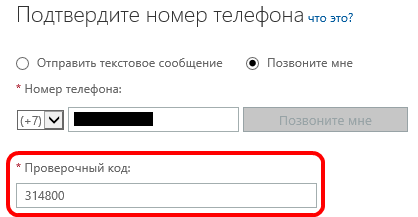 Подтвердите номер телефона что это?
Отправить текстовое сообщение Позвоните мне
* Номер телефона:
(+7) Позвоните мне
* Проверочный код:
314800